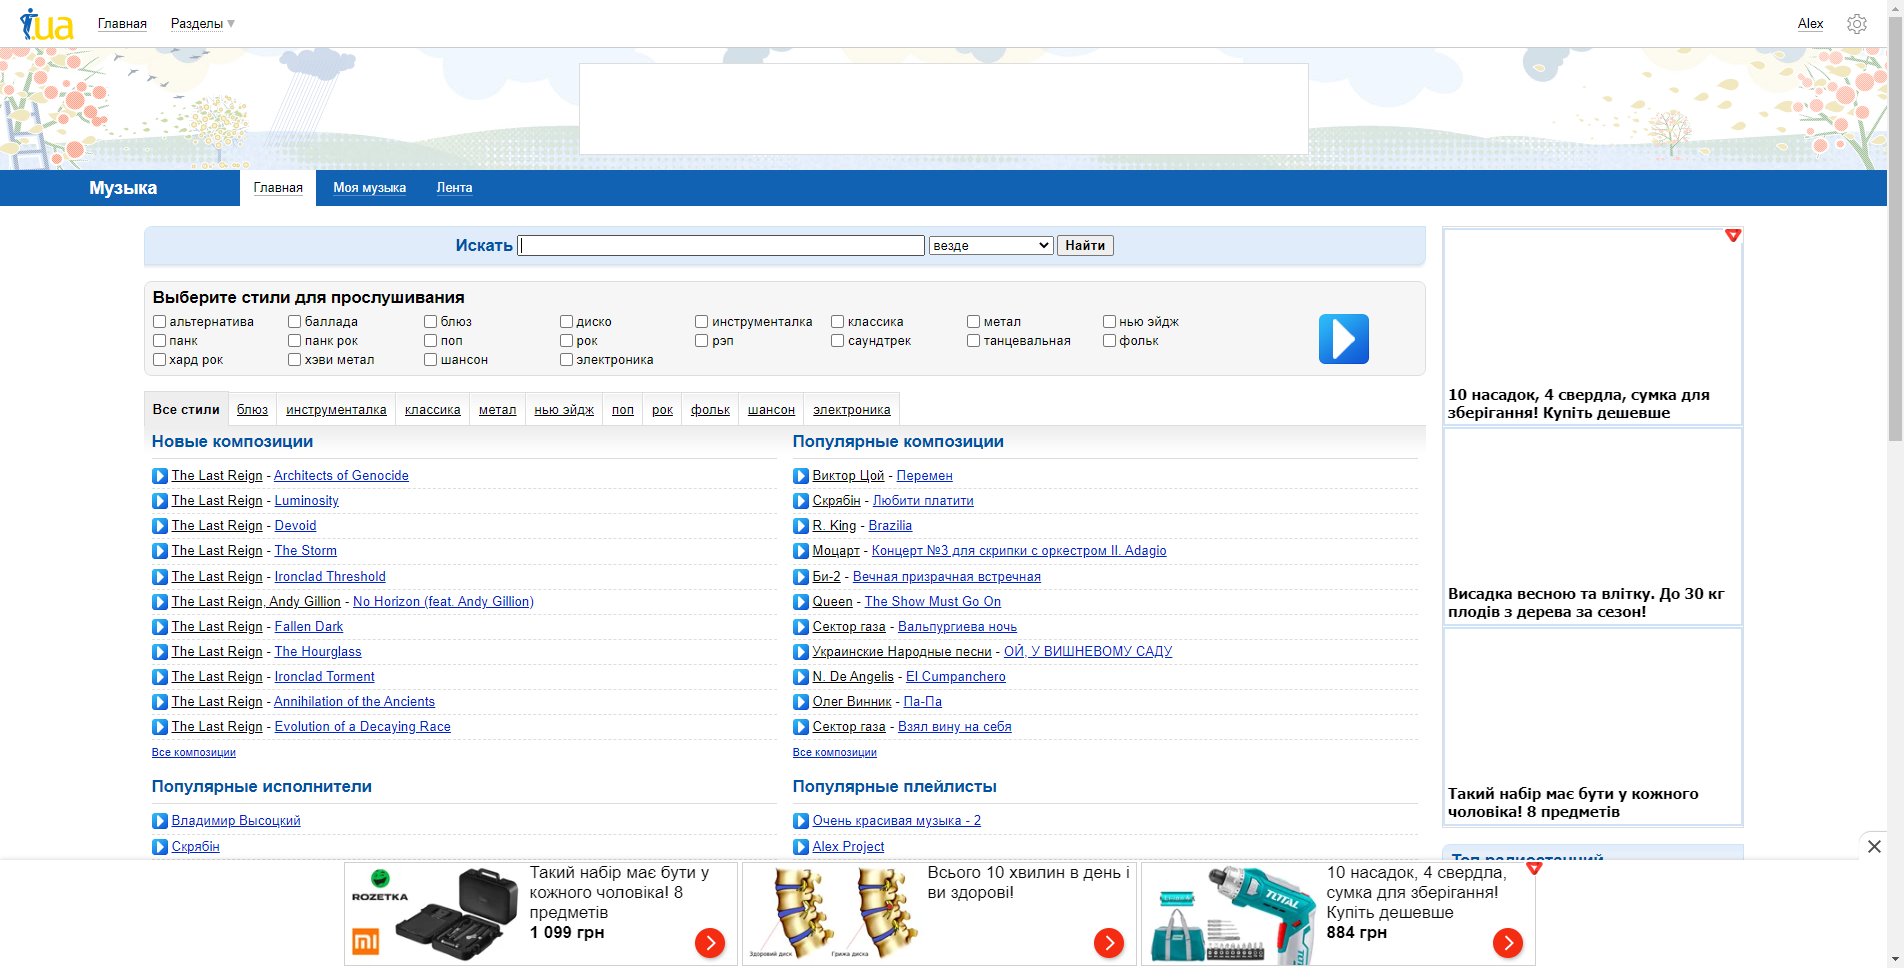 i.ua Главная Разделы Alex
Музыка Главная Моя музыка Лента
Искать везде Найти
Выберите стили для прослушивания
альтернатива баллада блюз диско инструменталка классика метал нью эйдж
панк панк рок поп рок рэп саундтрек танцевальная фольк
хард рок хэви метал шансон электроника
Все стили блюз инструменталка классика метал нью эйдж поп рок фольк шансон электроника
Новые композиции
The Last Reign - Architects of Genocide
The Last Reign - Luminosity
The Last Reign - Devoid
The Last Reign - The Storm
The Last Reign - Ironclad Threshold
The Last Reign, Andy Gillion - No Horizon (feat. Andy Gillion)
The Last Reign - Fallen Dark
The Last Reign - The Hourglass
The Last Reign - Ironclad Torment
The Last Reign - Annihilation of the Ancients
The Last Reign - Evolution of a Decaying Race
Все композиции
Популярные композиции
Виктор Цой - Перемен
Скрябін - Любити платити
R. King - Brazilia
Моцарт - Концерт №3 для скрипки с оркестром II. Adagio
Би-2 - Вечная призрачная встречная
Queen - The Show Must Go On
Сектор газа - Вальпургиева ночь
Украинские Народные песни - ОЙ, У ВИШНЕВОМУ САДУ
N. De Angelis - El Cumpanchero
Олег Винник - Па-Па
Сектор газа - Взял вину на себя
Все композиции
Популярные исполнители
Владимир Высоцкий
Скрябін
Популярные плейлисты
Очень красивая музыка - 2
Alex Project
10 насадок, 4 свердла, сумка для
зберігання! Купіть дешевше
Висадка весною та влітку. До 30 кг
плодів з дерева за сезон!
Такий набір має бути у кожного
чоловіка! 8 предметів
Топ радиостанций
ROZETKA
Такий набір має бути у
кожного чоловіка! 8
предметів
1 099 грн
Всього 10 хвилин в день і
ви здорові!
Здоровий диск Грижа диска
TOTAL
10 насадок, 4 свердла,
сумка для зберігання!
Купіть дешевше
884 грн